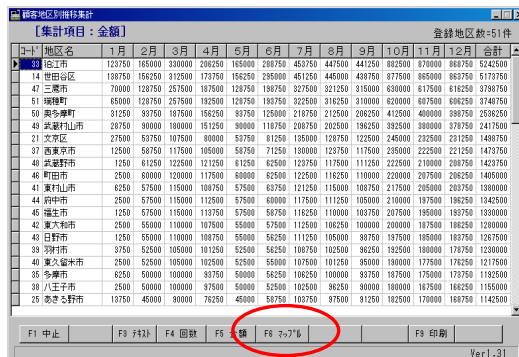 顧客地区別推移集計
[集計項目：金額]
登録地区数=51件
ｺｰﾄﾞ 地区名 1月 2月 3月 4月 5月 6月 7月 8月 9月 10月 11月 12月 合計
33 狛江市 123750 165000 330000 206250 165000 288750 453750 447500 441250 882500 870000 868750 5242500
14 世田谷区 138750 156250 312500 173750 156250 295000 451250 445000 438750 877500 865000 863750 5173750
47 三鷹市 70000 128750 257500 187500 128750 198750 327500 321250 315000 630000 617500 616250 3798750
51 瑞穂町 65000 128750 257500 192500 128750 193750 322500 316250 310000 620000 607500 606250 3748750
50 奥多摩町 31250 93750 187500 156250 93750 125000 218750 212500 206250 412500 400000 398750 2536250
49 武蔵村山市 28750 90000 180000 151250 90000 118750 208750 202500 196250 392500 380000 378750 2417500
21 文京区 27500 53750 107500 80000 53750 81250 135000 128750 122500 245000 232500 231250 1498750
37 西東京市 12500 58750 117500 105000 58750 71250 130000 123750 117500 235000 222500 221250 1473750
48 武蔵野市 1250 61250 122500 121250 61250 62500 123750 117500 111250 222500 210000 208750 1423750
46 町田市 2500 60000 120000 117500 60000 62500 122500 116250 110000 220000 207500 206250 1405000
41 東村山市 6250 57500 115000 108750 57500 63750 121250 115000 108750 217500 205000 203750 1380000
44 府中市 2500 57500 115000 112500 57500 60000 117500 111250 105000 210000 197500 196250 1342500
45 福生市 1250 57500 115000 113750 57500 58750 116250 110000 103750 207500 195000 193750 1330000
42 東大和市 2500 55000 110000 107500 55000 57500 112500 106250 100000 200000 187500 186250 1280000
43 日野市 1250 55000 110000 108750 55000 56250 111250 105000 98750 197500 185000 183750 1267500
39 羽村市 3750 52500 105000 101250 52500 56250 108750 102500 96250 192500 180000 178750 1230000
40 東久留米市 2500 52500 105000 102500 52500 55000 107500 101250 95000 190000 177500 176250 1217500
35 多摩市 6250 50000 100000 93750 50000 56250 106250 100000 93750 187500 175000 173750 1192500
38 八王子市 2500 50000 100000 97500 50000 52500 102500 96250 90000 180000 167500 166250 1155000
25 あきる野市 13750 45000 90000 76250 45000 58750 103750 97500 91250 182500 170000 168750 1142500
F1 中止 F3 ﾃｷｽﾄ F4 回数 F5 金額 F6 ﾏｯﾌﾟﾙ F9 印刷
Ver1.31